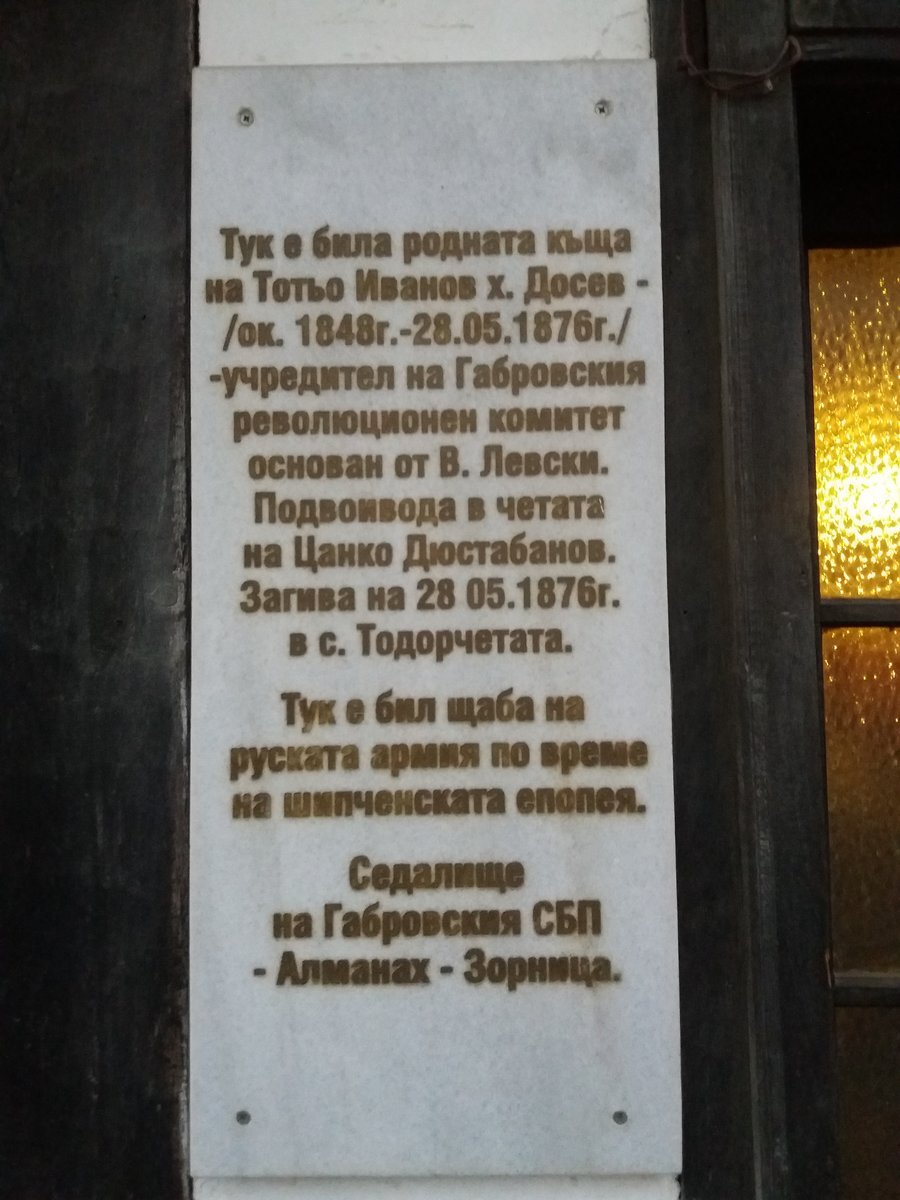 Тук е била родната къща
на Тотьо Иванов х. Досев -
/ок. 1848г.-28.05.1876г./
-учредител на Габровския
революционен комитет
основан от В. Левски.
Подвоивода в четата
на Цанко Дюстабанов.
Загива на 28 05.1876г.
в с. Тодорчетата.
Тук е бил щаба на
руската армия по време
на шипченската епопея.
Седалище
на Габровския СБП
- Алманах - Зорница.